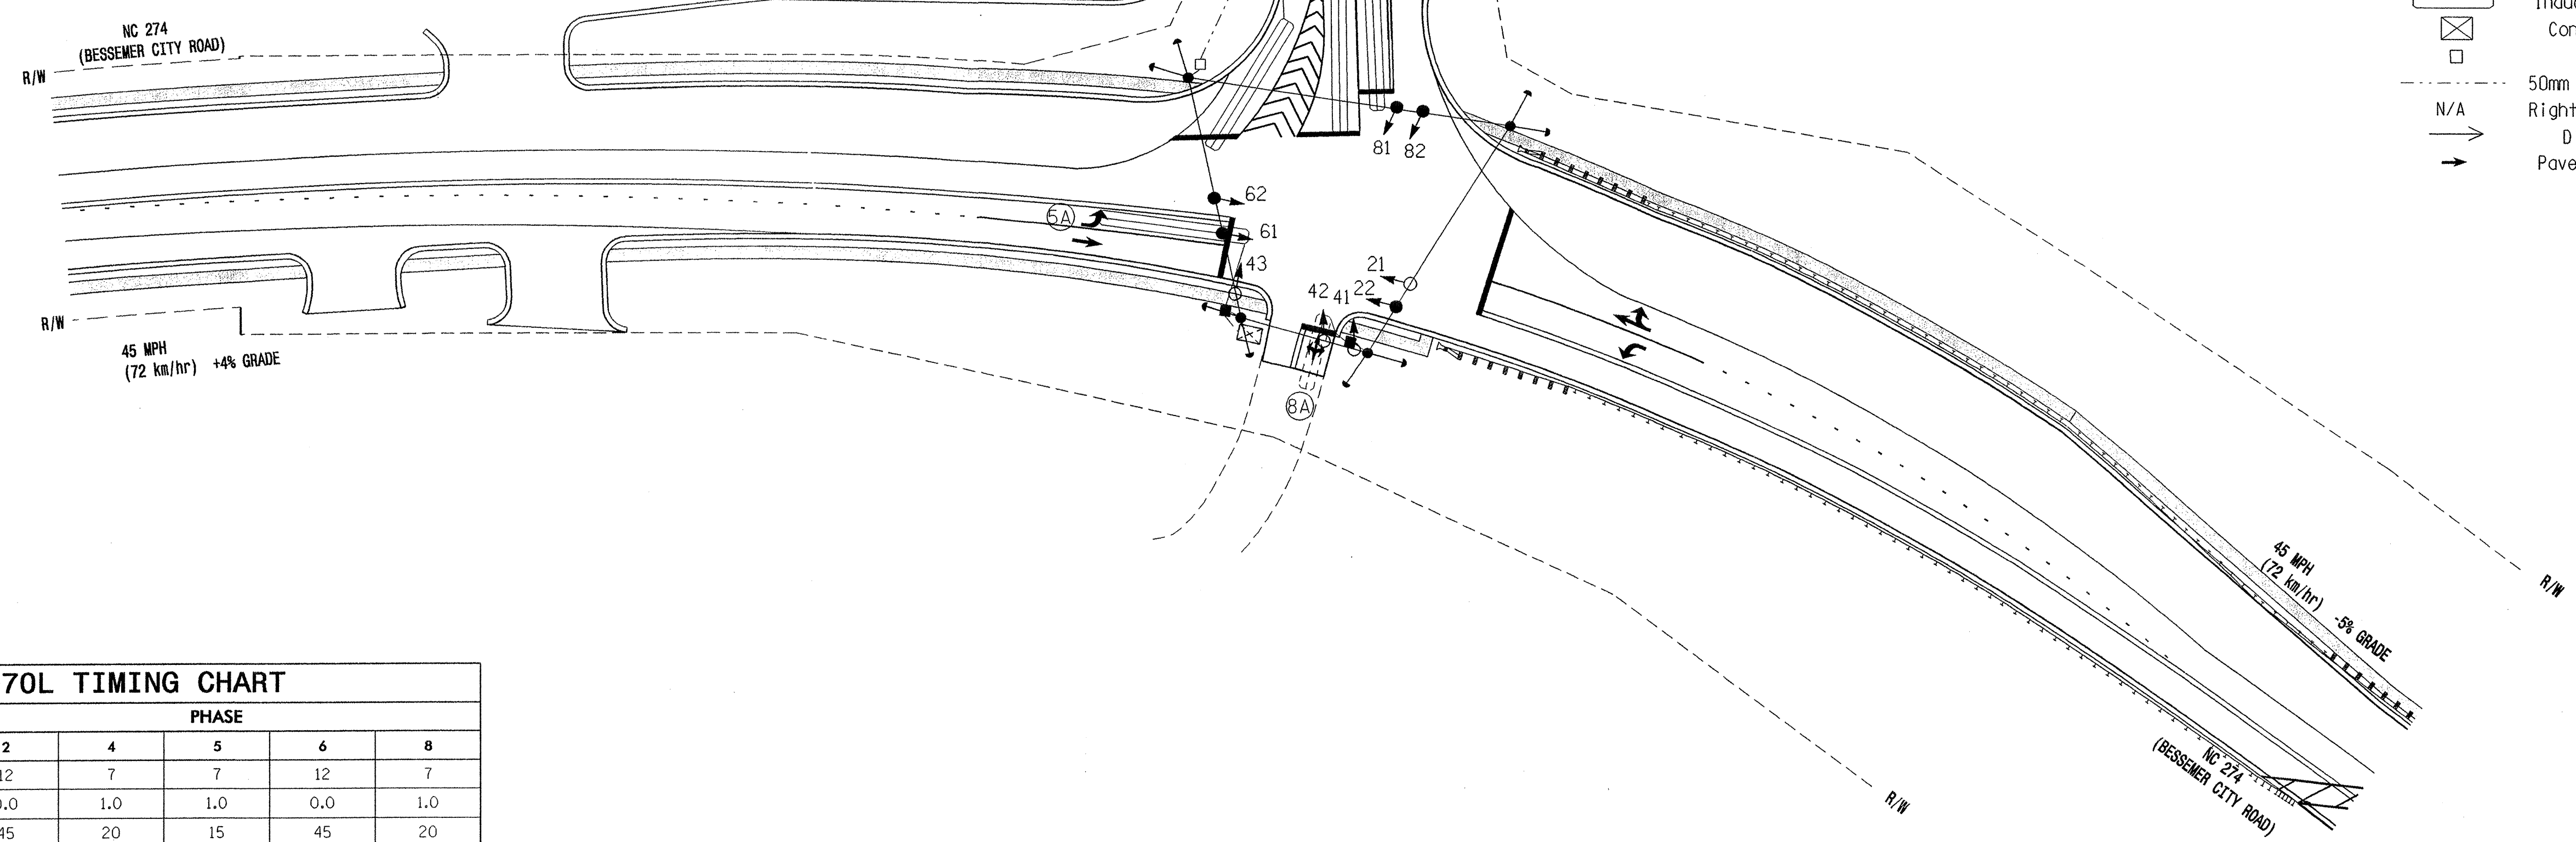 NC 274
(BESSEMER CITY ROAD)
R/W
R/W
45 MPH
(72 km/hr) +4% GRADE
5A
62
61
43
42
41
22
21
8A
81
82
50mm
N/A
Right
D
Pave
45 MPH
(72 km/hr)
-5% GRADE
R/W
NC 274
(BESSEMER CITY ROAD)
R/W
70L TIMING CHART
PHASE
2 4 5 6 8
12 7 7 12 7
0.0 1.0 1.0 0.0 1.0
45 20 15 45 20